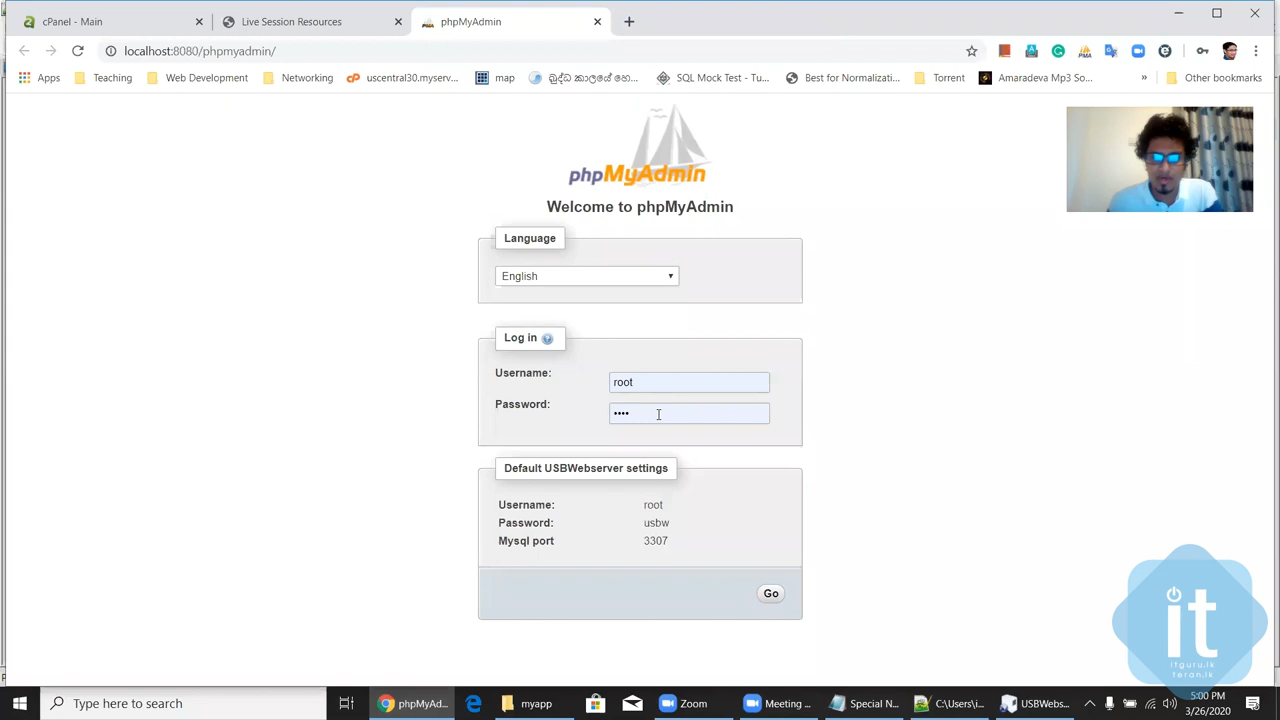 cPanel - Main
Live Session Resources
phpMyAdmin
localhost:8080/phpmyadmin/
Apps
Teaching
Web Development
Networking
uscentral30.myserv...
map
බුද්ධ කාලයේ හෙ...
SQL Mock Test - Tu...
Best for Normalizati...
Torrent
Amaradeva Mp3 So...
»
Other bookmarks
phpMyAdmin
Welcome to phpMyAdmin
Language
English
Log in
Username:
root
Password:
••••
Default USBWebserver settings
Username: root
Password: usbw
Mysql port 3307
Go
it
itguru.lk
teran.lk
Type here to search
phpMyAd...
myapp
Zoom
Meeting ...
Special N...
C:\Users\i...
USBWebs...
5:00 PM
3/26/2020